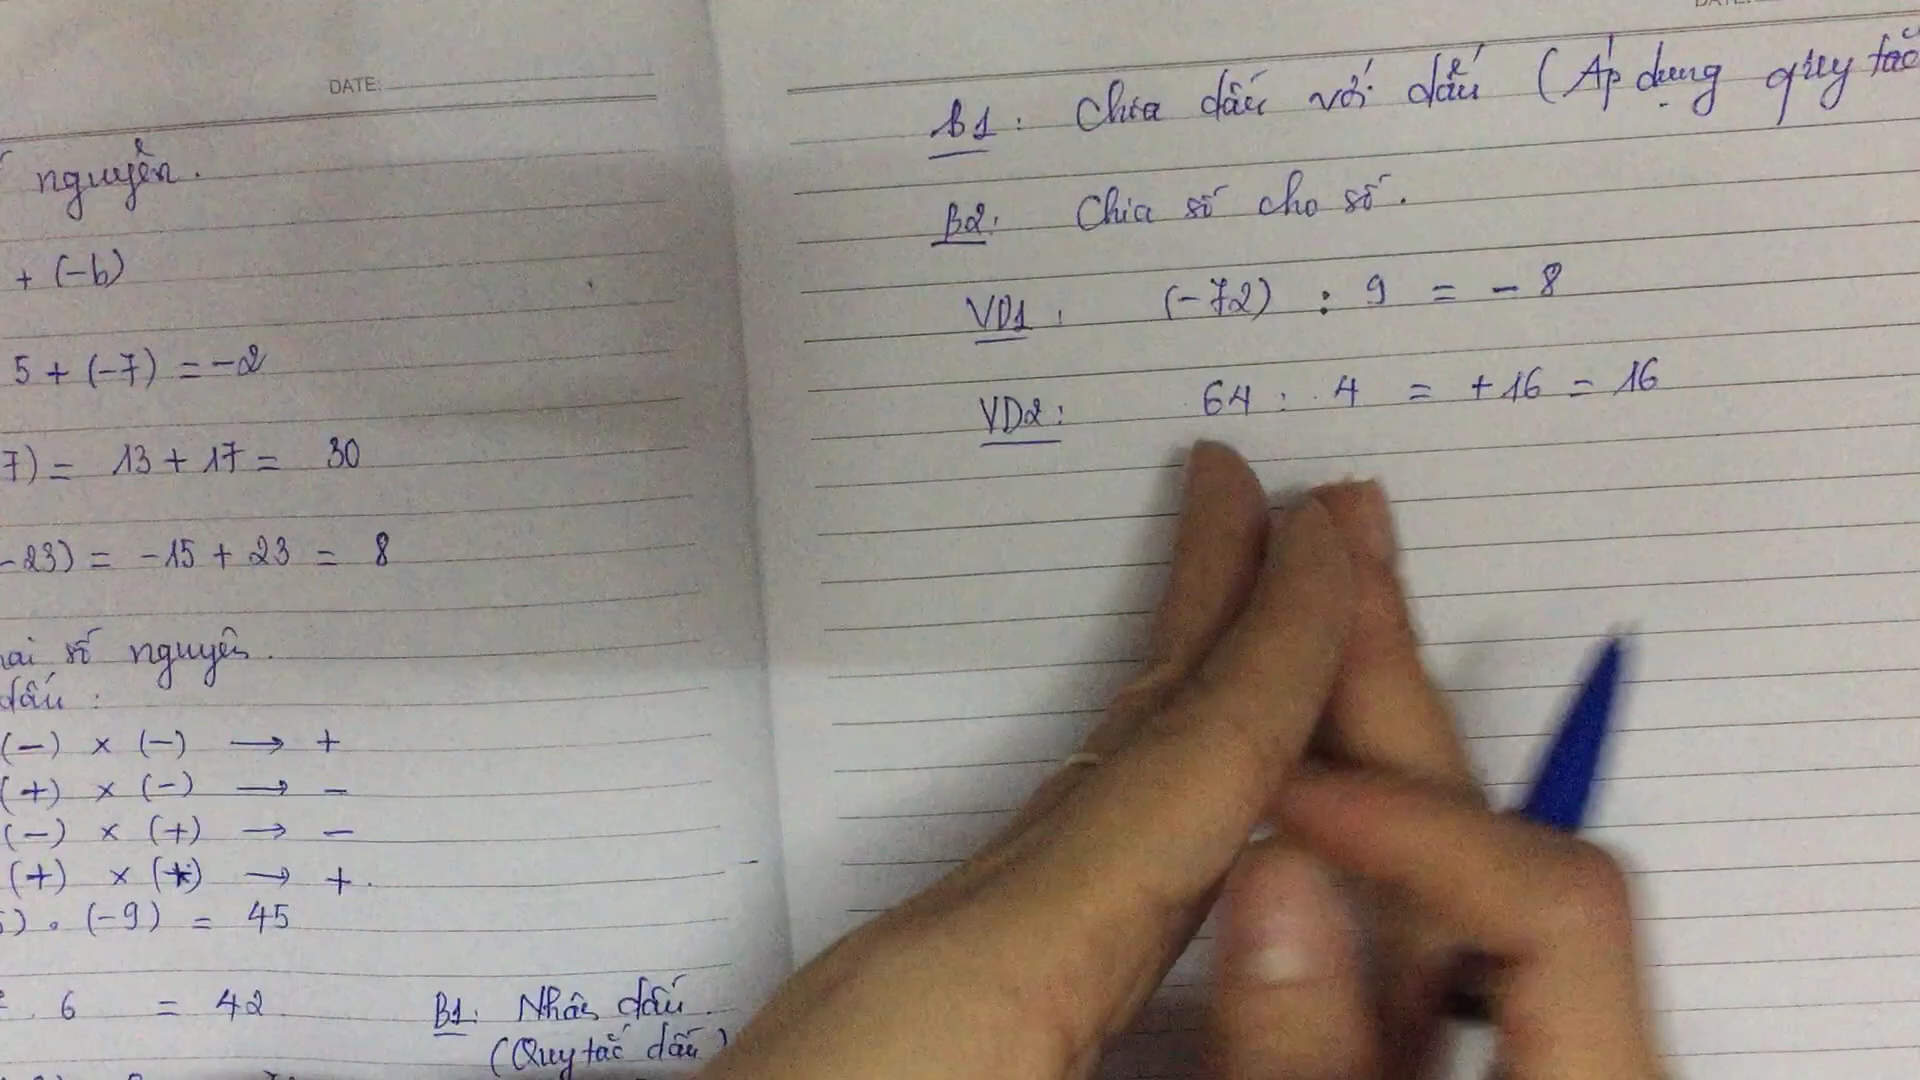 DATE:
nguyên.
+ (-b)
5 + (-7) = -2
7) = 13 + 17 = 30
-23) = -15 + 23 = 8
hai số nguyên.
dấu :
(-) × (-) → +
(+) × (-) → -
(-) × (+) → -
(+) × (+) → +.
) . (-9) = 45
. 6 = 42
B1: Nhân dấu.
(Quy tắc dấu)
B1: Chia dấu với dấu (Áp dụng quy tắc
B2: Chia số cho số.
VD1: (-72) : 9 = - 8
VD2: 64 : 4 = +16 = 16